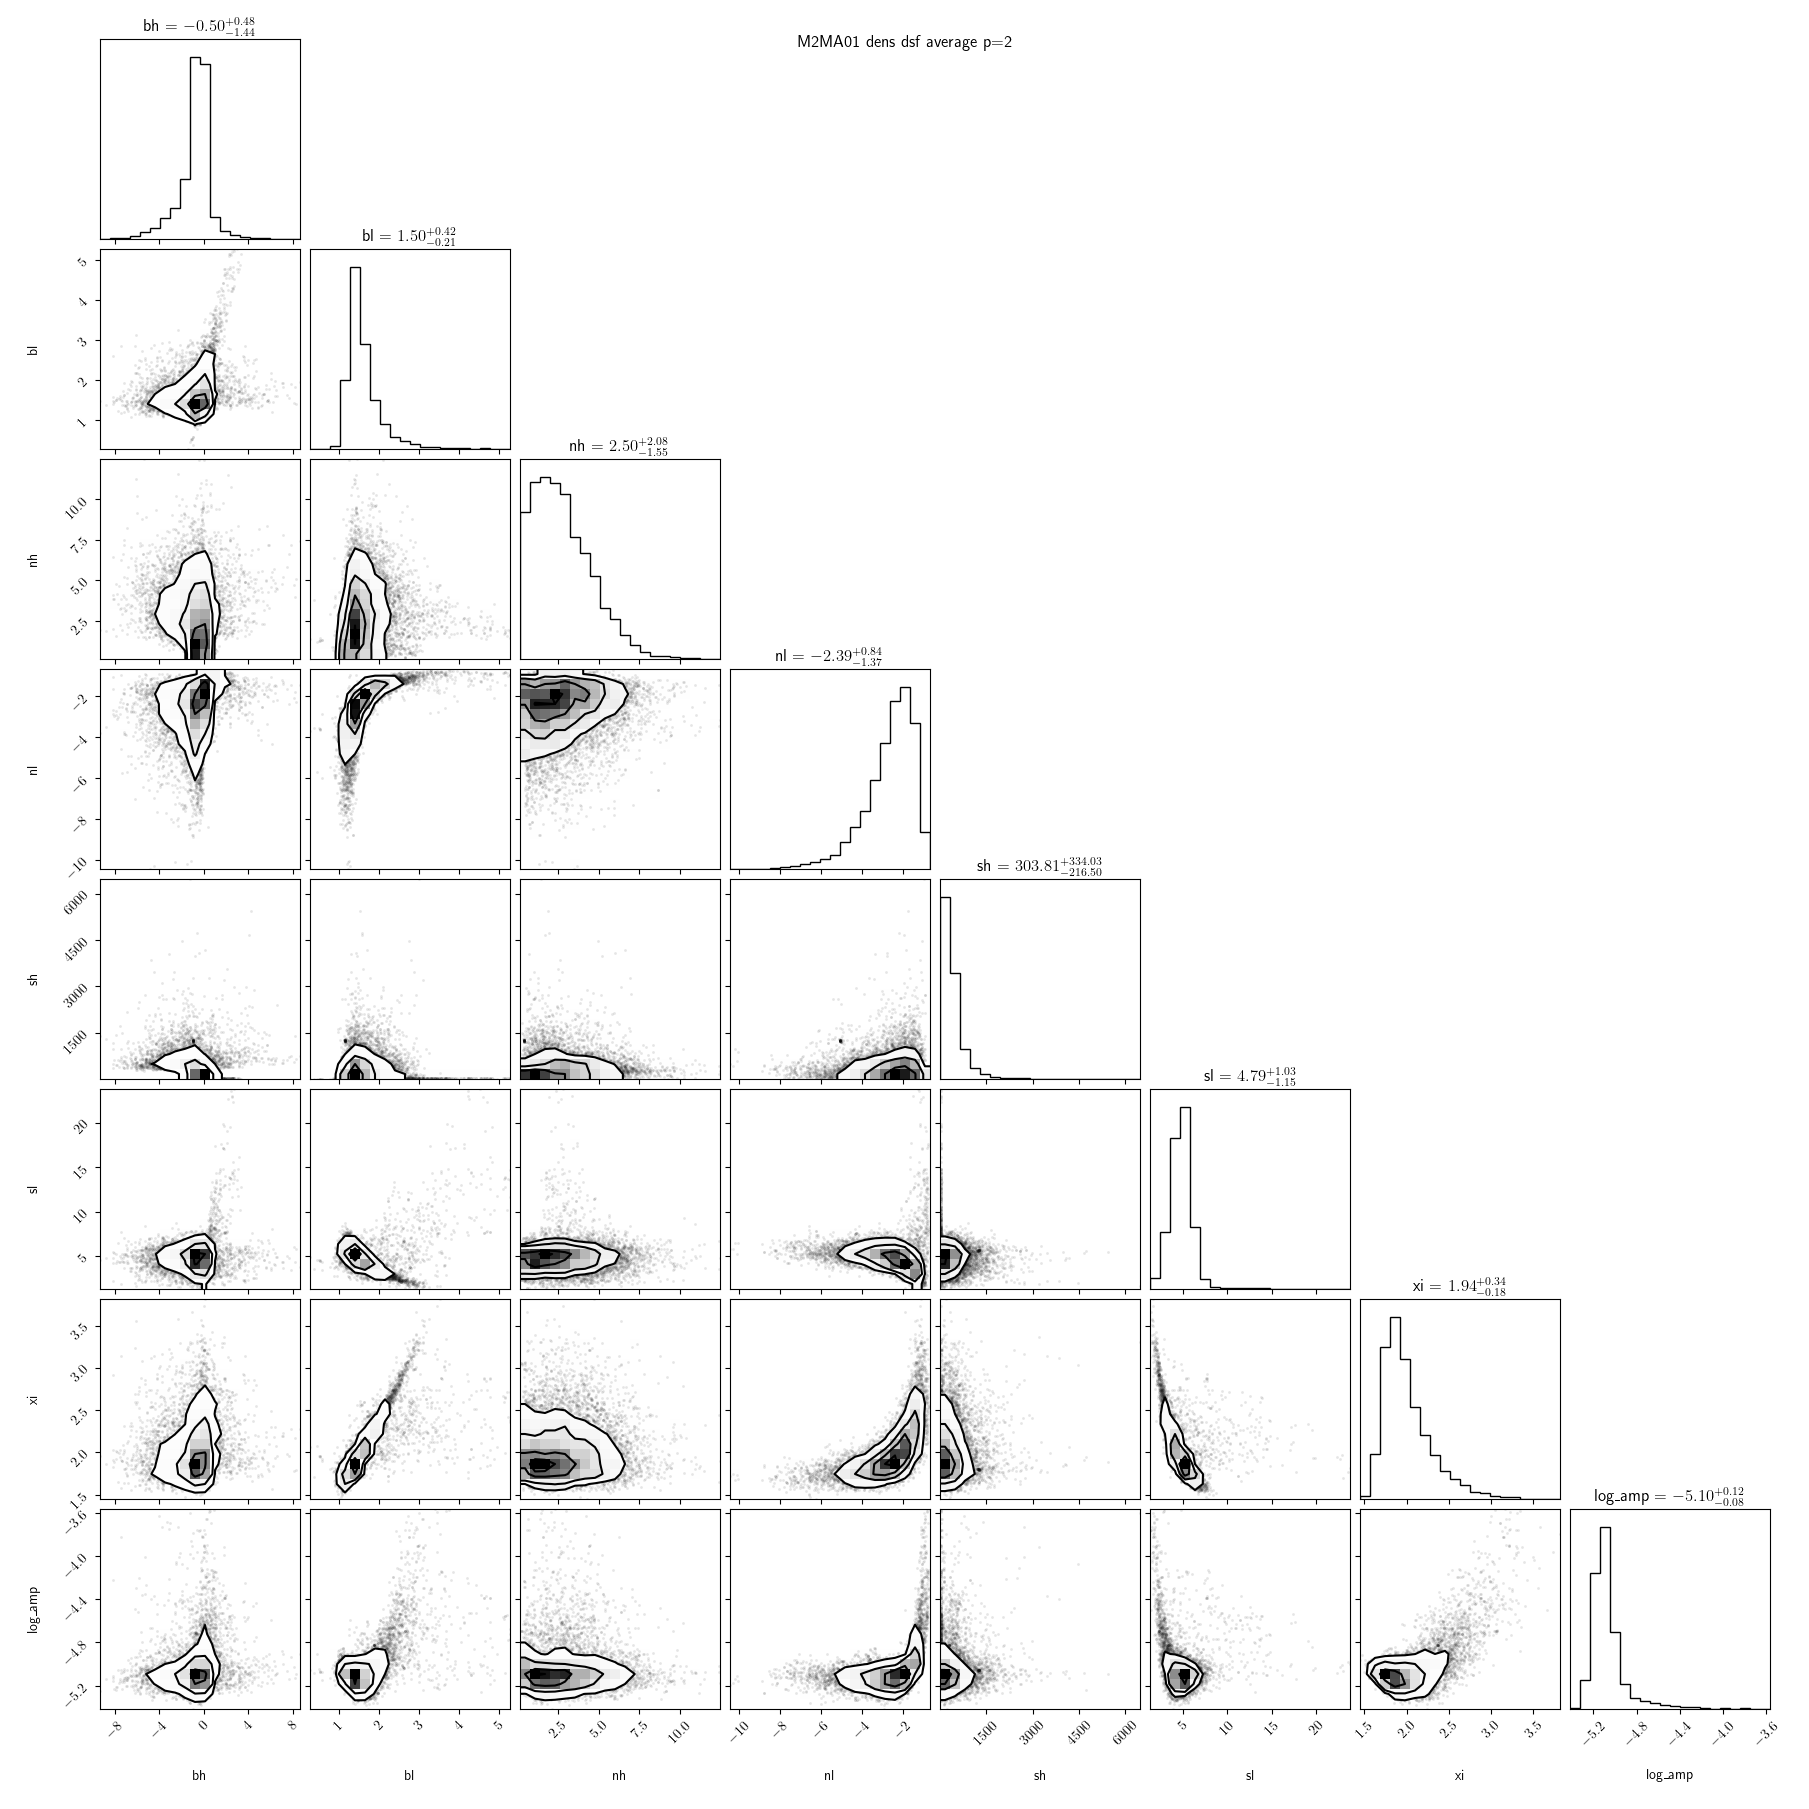 bh = −0.50+0.48−1.44
M2MA01 dens dsf average p=2
bl = 1.50+0.42−0.21
bl
5
4
3
2
1
nh = 2.50+2.08−1.55
nh
10.0
7.5
5.0
2.5
nl = −2.39+0.84−1.37
nl
−2
−4
−6
−8
−10
sh = 303.81+334.03−216.50
sh
6000
4500
3000
1500
sl = 4.79+1.03−1.15
sl
20
15
10
5
xi = 1.94+0.34−0.18
xi
3.5
3.0
2.5
2.0
1.5
log_amp = −5.10+0.12−0.08
log_amp
−3.6
−4.0
−4.4
−4.8
−5.2
−8 −4 0 4 8 1 2 3 4 5 2.5 5.0 7.5 10.0 −10 −8 −6 −4 −2 1500 3000 4500 6000 5 10 15 20 1.5 2.0 2.5 3.0 3.5 −5.2 −4.8 −4.4 −4.0 −3.6
bh bl nh nl sh sl xi log_amp